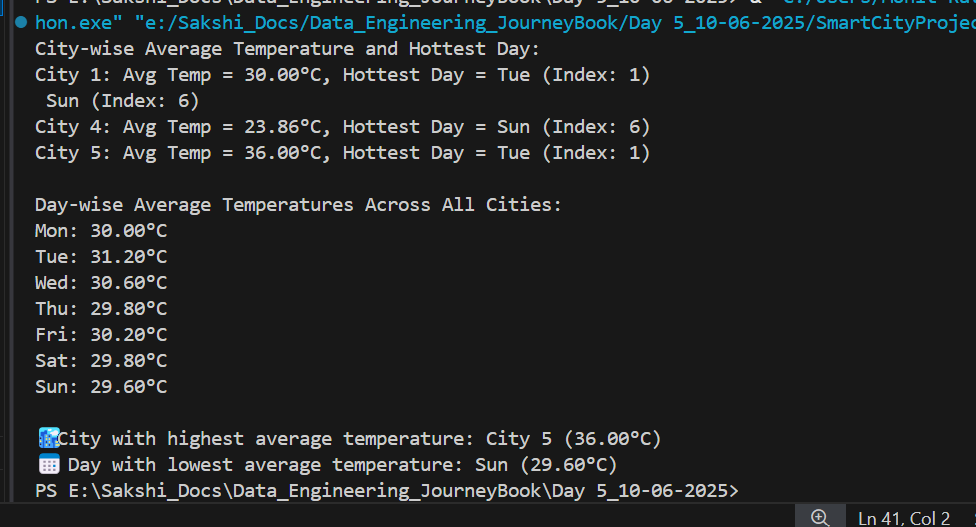 hon.exe" "e:/Sakshi_Docs/Data_Engineering_JourneyBook/Day 5_10-06-2025/SmartCityProjec
City-wise Average Temperature and Hottest Day:
City 1: Avg Temp = 30.00°C, Hottest Day = Tue (Index: 1)
 Sun (Index: 6)
City 4: Avg Temp = 23.86°C, Hottest Day = Sun (Index: 6)
City 5: Avg Temp = 36.00°C, Hottest Day = Tue (Index: 1)
Day-wise Average Temperatures Across All Cities:
Mon: 30.00°C
Tue: 31.20°C
Wed: 30.60°C
Thu: 29.80°C
Fri: 30.20°C
Sat: 29.80°C
Sun: 29.60°C
City with highest average temperature: City 5 (36.00°C)
Day with lowest average temperature: Sun (29.60°C)
PS E:\Sakshi_Docs\Data_Engineering_JourneyBook\Day 5_10-06-2025>
Ln 41, Col 2